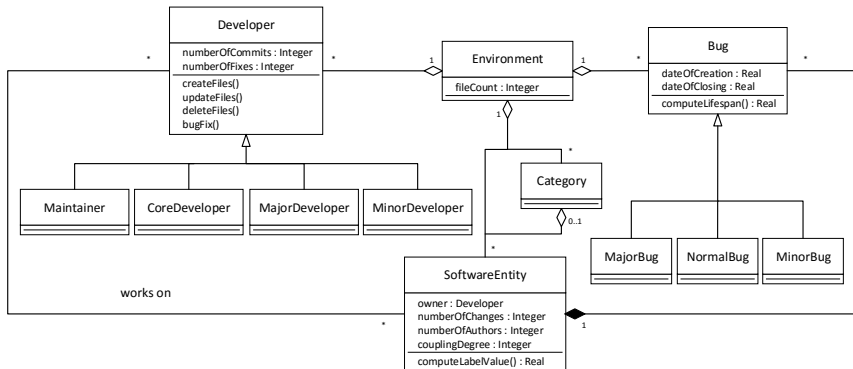 Developer
numberOfCommits : Integer
numberOfFixes : Integer
createFiles()
updateFiles()
deleteFiles()
bugFix()
*
*
Environment
fileCount : Integer
1
1
1
*
Bug
dateOfCreation : Real
dateOfClosing : Real
computeLifespan() : Real
*
*
Category
0..1
Maintainer
CoreDeveloper
MajorDeveloper
MinorDeveloper
MajorBug
NormalBug
MinorBug
*
SoftwareEntity
owner : Developer
numberOfChanges : Integer
numberOfAuthors : Integer
couplingDegree : Integer
computeLabelValue() : Real
works on
*
1